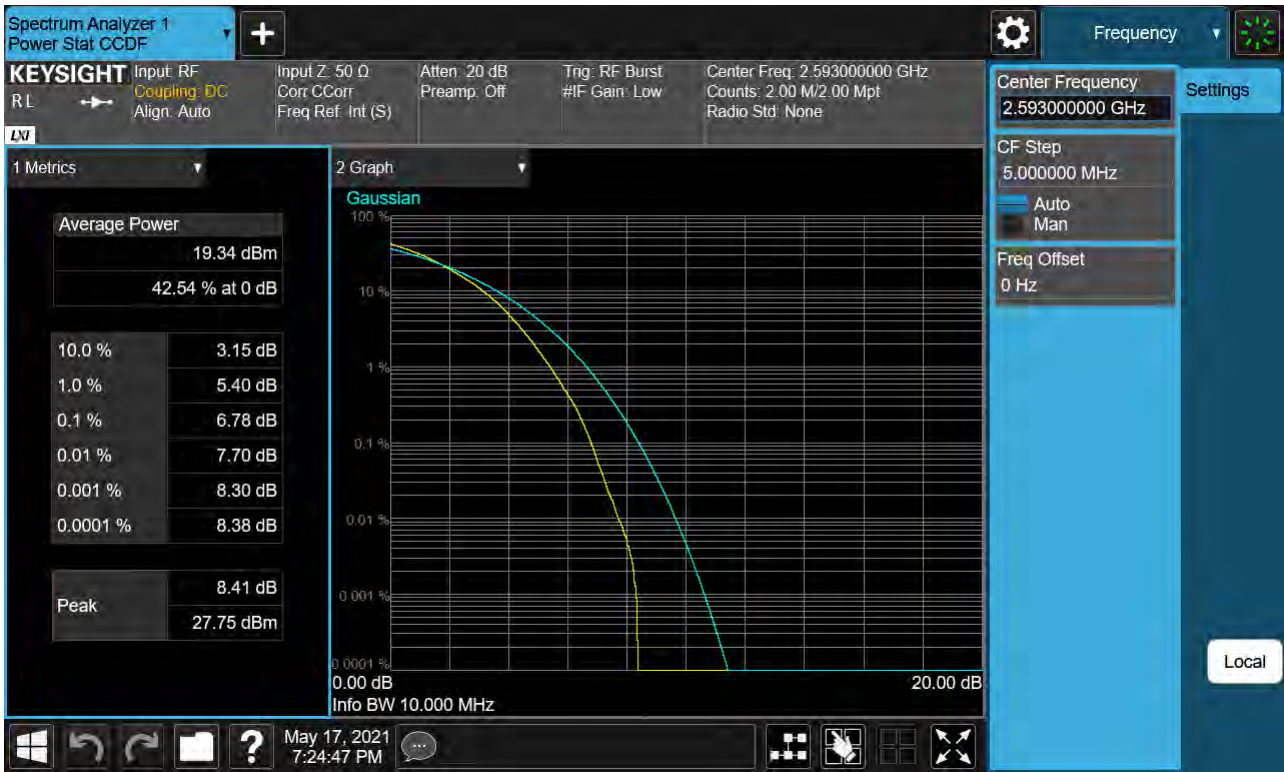 Spectrum Analyzer 1
Power Stat CCDF
+
Frequency
KEYSIGHT
RL
LXI
Input: RF
Coupling: DC
Align: Auto
Input Z: 50 Ω
Corr CCorr
Freq Ref: Int (S)
Atten: 20 dB
Preamp: Off
Trig: RF Burst
#IF Gain: Low
Center Freq: 2.593000000 GHz
Counts: 2.00 M/2.00 Mpt
Radio Std: None
Center Frequency
2.593000000 GHz
Settings
CF Step
5.000000 MHz
Auto
Man
Freq Offset
0 Hz
1 Metrics
Average Power
19.34 dBm
42.54 % at 0 dB
10.0 % 3.15 dB
1.0 % 5.40 dB
0.1 % 6.78 dB
0.01 % 7.70 dB
0.001 % 8.30 dB
0.0001 % 8.38 dB
Peak
8.41 dB
27.75 dBm
2 Graph
Gaussian
100 %
10 %
1 %
0.1 %
0.01 %
0.001 %
0.0001 %
0.00 dB 20.00 dB
Info BW 10.000 MHz
Local
?
May 17, 2021
7:24:47 PM